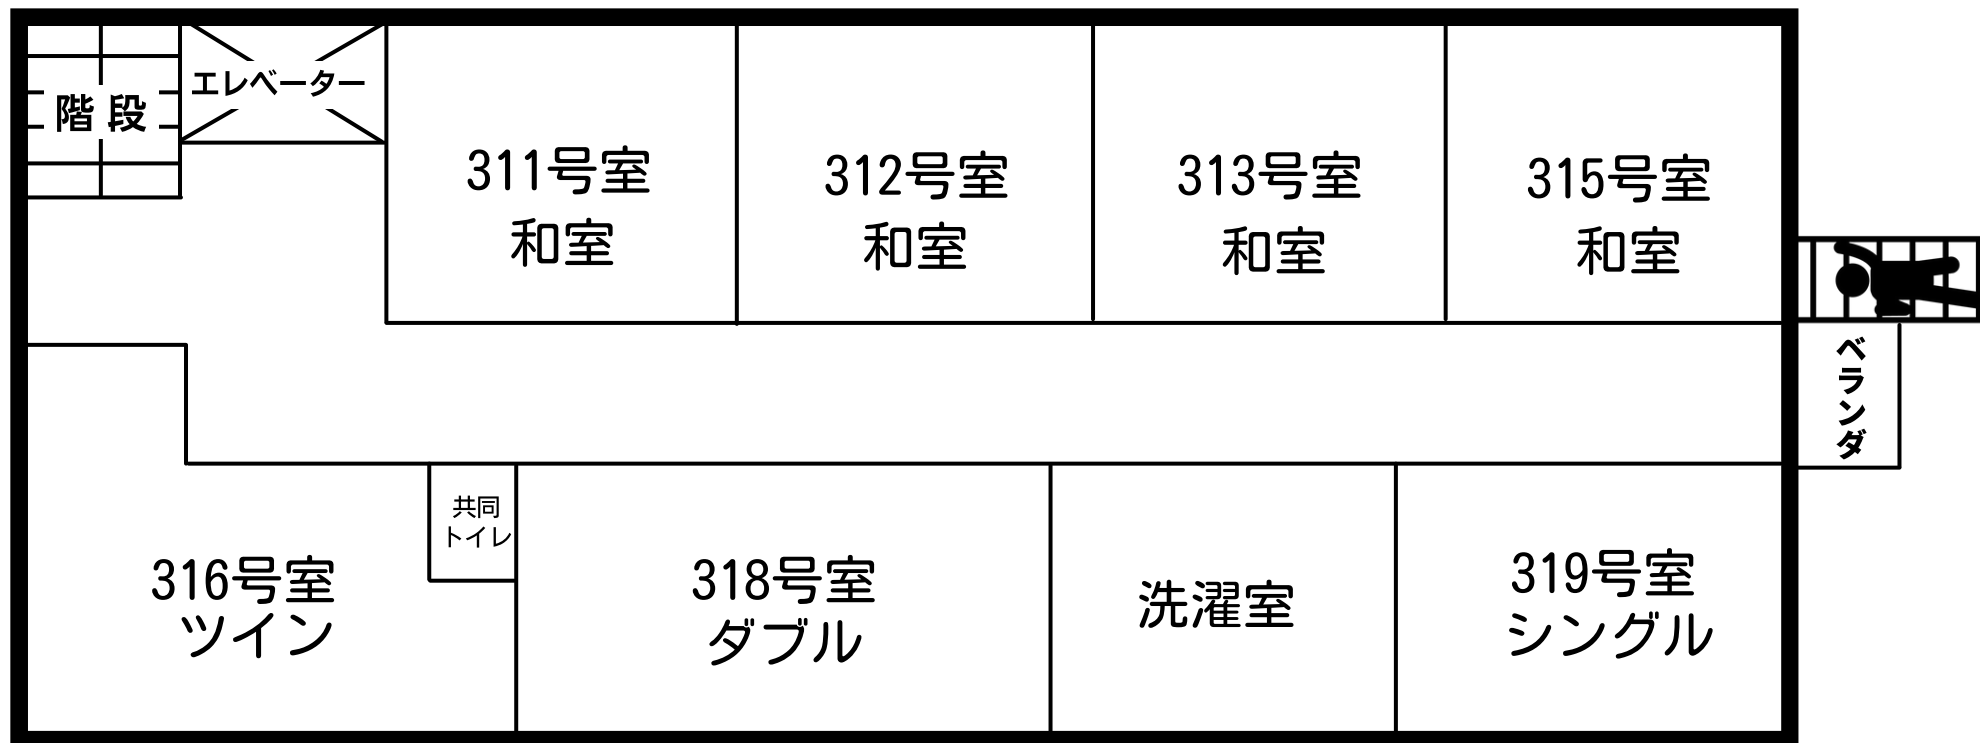 階段
エレベーター
311号室
和室
312号室
和室
313号室
和室
315号室
和室
ベランダ
316号室
ツイン
共同
トイレ
318号室
ダブル
洗濯室
319号室
シングル